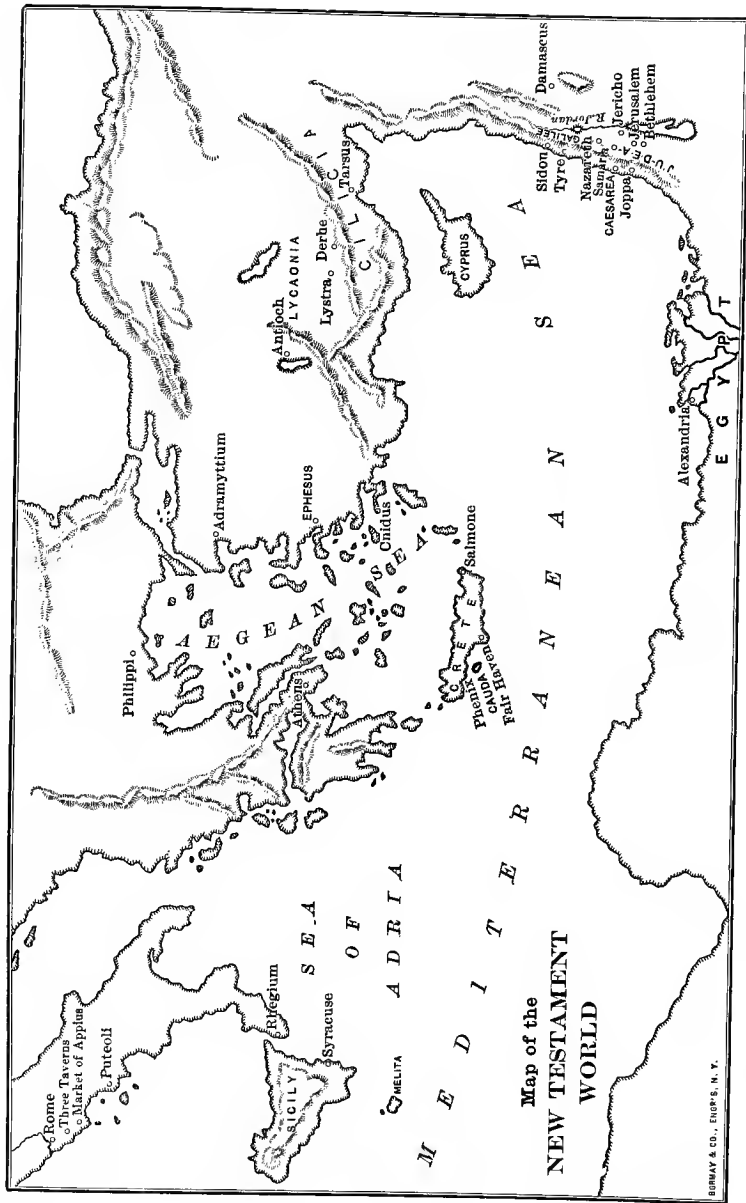 Rome
Three Taverns
Market of Appius
Puteoli
Rhegium
SICILY
Syracuse
MELITA
SEA
OF
ADRIA
Philippi
Athens
AEGEAN
SEA
Adramyttium
EPHESUS
Cnidus
CRETE
Phenix
CAUDA
Fair Haven
Salmone
Antioch
LYCAONIA
Lystra
Derbe
CILICI
Tarsus
CYPRUS
MEDITERRANEAN
SEA
Damascus
Sidon
Tyre
GALILEE
R. Jordan
Nazareth
Samaria
CAESAREA
Joppa
JUDEA
Jericho
Jerusalem
Bethlehem
Alexandria
EGYPT
Map of the
NEW TESTAMENT
WORLD
BORMAY & CO., ENGR'S, N.Y.